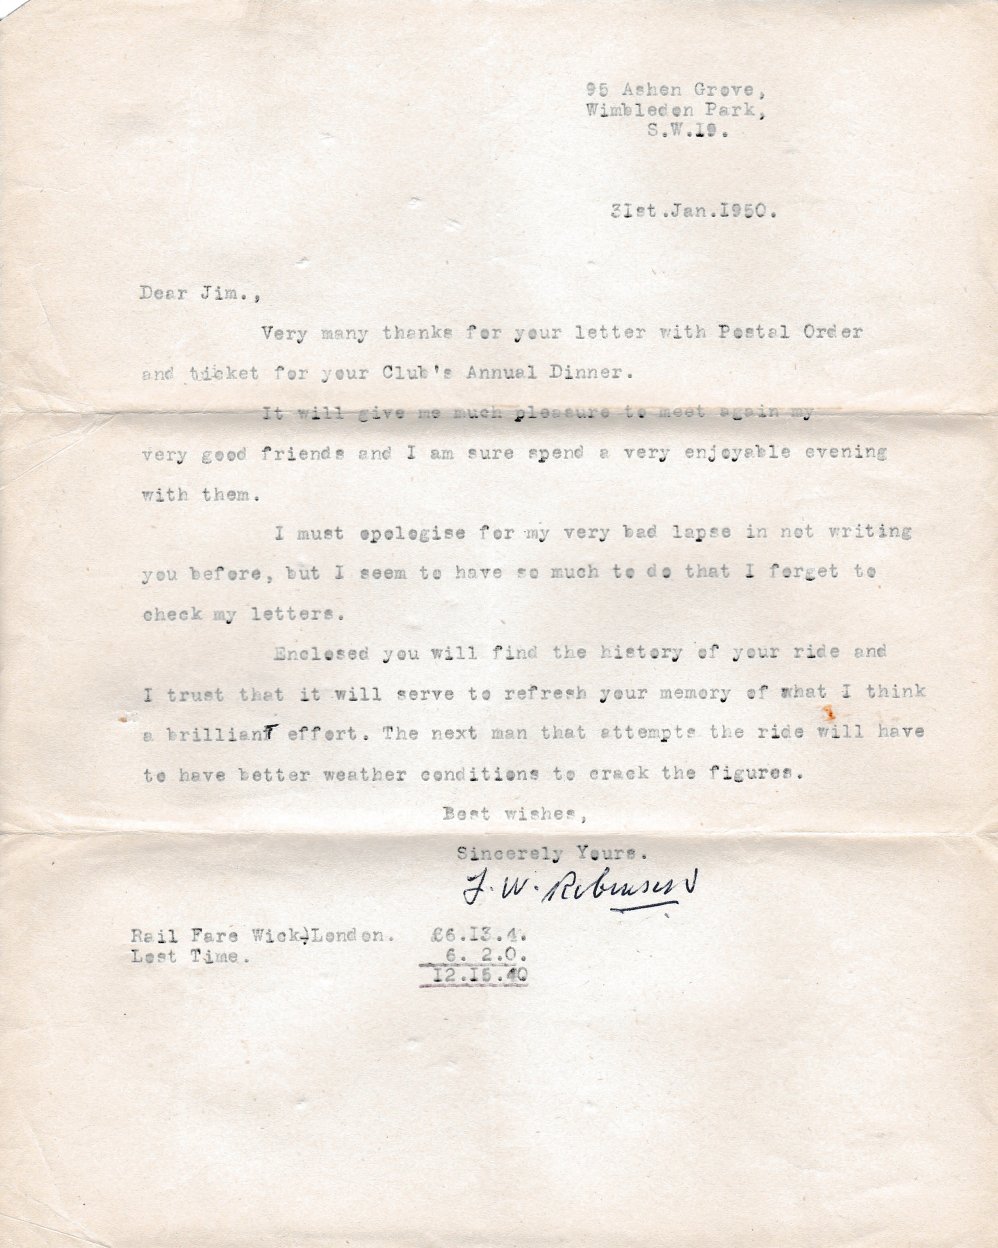 95 Ashen Grove,
Wimbledon Park,
S.W.19.
31st.Jan.1950.
Dear Jim.,
Very many thanks for your letter with Postal Order
and ticket for your Club's Annual Dinner.
It will give me much pleasure to meet again my
very good friends and I am sure spend a very enjoyable evening
with them.
I must opologise for my very bad lapse in not writing
you before, but I seem to have so much to do that I forget to
check my letters.
Enclosed you will find the history of your ride and
I trust that it will serve to refresh your memory of what I think
a brilliant effort. The next man that attempts the ride will have
to have better weather conditions to crack the figures.
Best wishes,
Sincerely Yours.
F. W. Robinson
Rail Fare Wick-London. £6.13.4.
Lost Time. 6. 2.0.
12.15.40